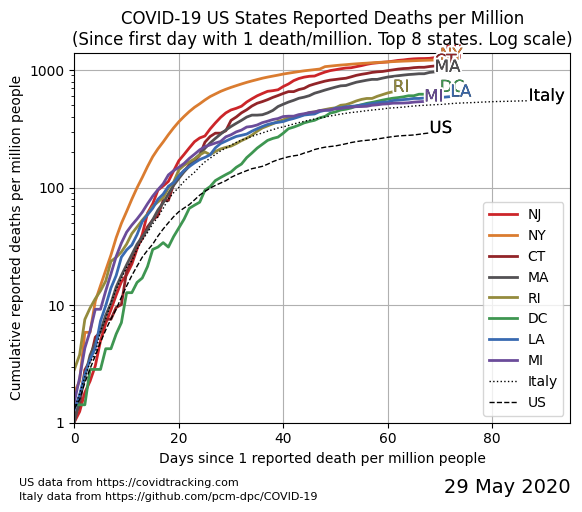 COVID-19 US States Reported Deaths per Million
(Since first day with 1 death/million. Top 8 states. Log scale)
Cumulative reported deaths per million people
1000
100
10
1
NY
CT
MA
RI
DC
LA
MI
Italy
US
NJ
NY
CT
MA
RI
DC
LA
MI
Italy
US
0
20
40
60
80
Days since 1 reported death per million people
US data from https://covidtracking.com
Italy data from https://github.com/pcm-dpc/COVID-19
29 May 2020